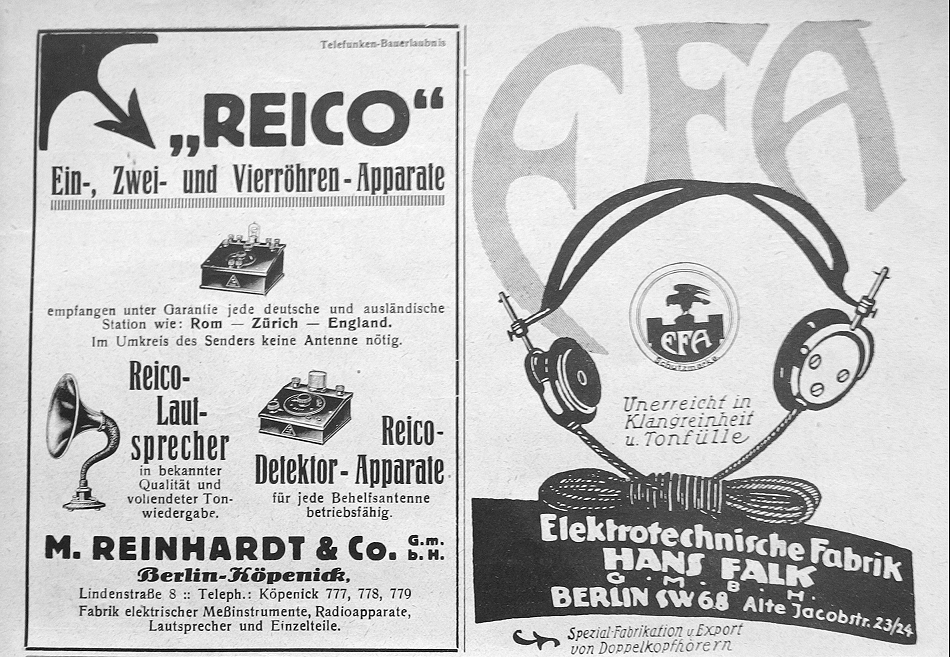 Telefunken-Bauerlaubnis
„REICO“
Ein-, Zwei- und Vierröhren-Apparate
empfangen unter Garantie jede deutsche und ausländische
Station wie: Rom — Zürich — England.
Im Umkreis des Senders keine Antenne nötig.
Reico-
Laut-
sprecher
in bekannter
Qualität und
vollendeter Ton-
wiedergabe.
Reico-
Detektor-Apparate
für jede Behelfsantenne
betriebsfähig.
M. REINHARDT & Co. G.m.
b. H.
Berlin-Köpenick,
Lindenstraße 8 :: Teleph.: Köpenick 777, 778, 779
Fabrik elektrischer Meßinstrumente, Radioapparate,
Lautsprecher und Einzelteile.
EFA
EFA
Schutzmarke
Unerreicht in
Klangreinheit
u. Tonfülle
Elektrotechnische Fabrik
HANS FALK
G. M. B. H.
BERLIN SW 68 Alte Jacobstr. 23/24
Spezial-Fabrikation u. Export
von Doppelkopfhörern